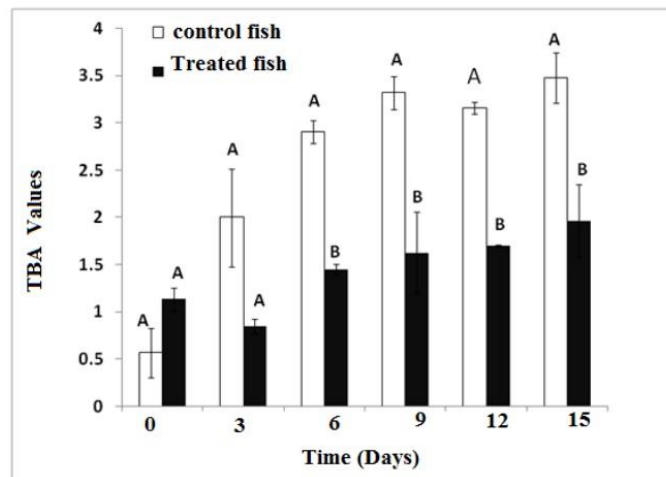 4
control fish
Treated fish
3.5
3
2.5
2
1.5
1
0.5
0
TBA Values
A A
A A
A B
A B
A B
A B
0 3 6 9 12 15
Time (Days)